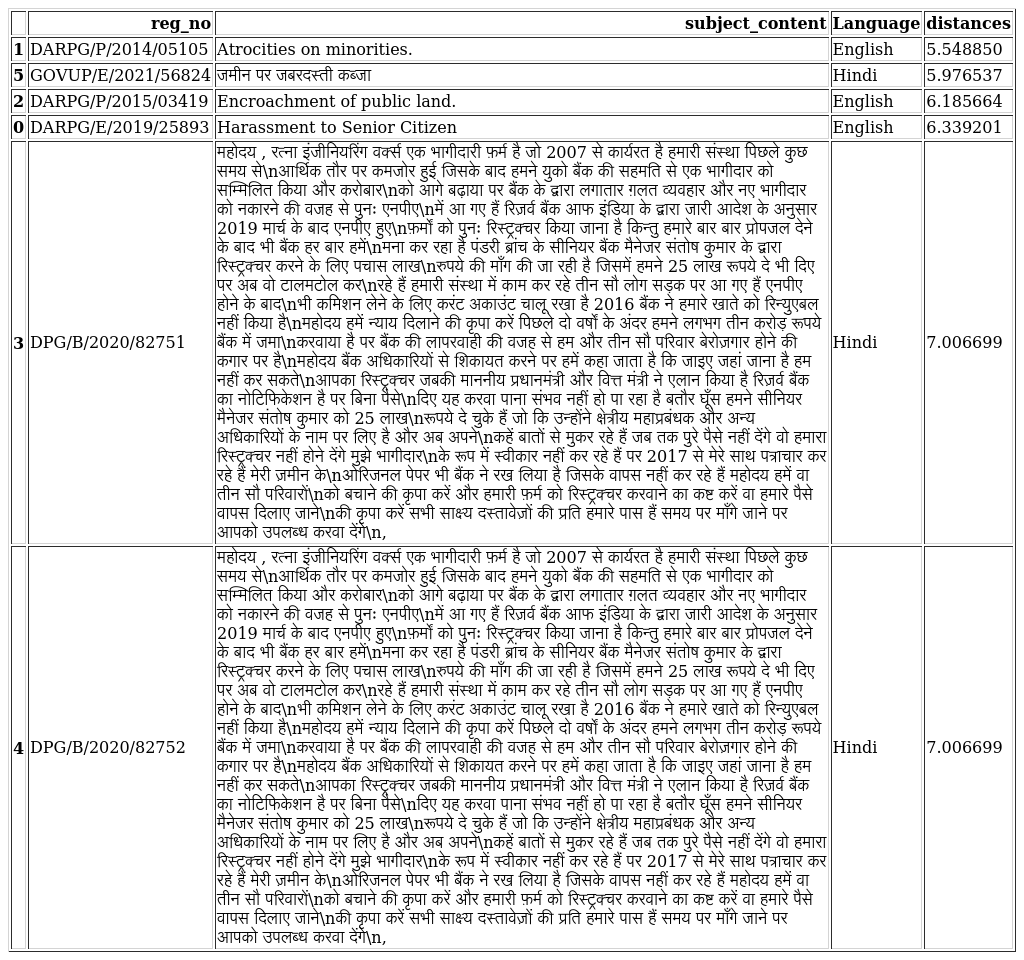 reg_no subject_content Language distances
1 DARPG/P/2014/05105 Atrocities on minorities. English 5.548850
5 GOVUP/E/2021/56824 जमीन पर जबरदस्ती कब्जा Hindi 5.976537
2 DARPG/P/2015/03419 Encroachment of public land. English 6.185664
0 DARPG/E/2019/25893 Harassment to Senior Citizen English 6.339201
महोदय , रत्ना इंजीनियरिंग वर्क्स एक भागीदारी फ़र्म है जो 2007 से कार्यरत है हमारी संस्था पिछले कुछ
समय से\nआर्थिक तौर पर कमजोर हुई जिसके बाद हमने युको बैंक की सहमति से एक भागीदार को
सम्मिलित किया और करोबार\nको आगे बढ़ाया पर बैंक के द्वारा लगातार ग़लत व्यवहार और नए भागीदार
को नकारने की वजह से पुनः एनपीए\nमें आ गए हैं रिज़र्व बैंक आफ इंडिया के द्वारा जारी आदेश के अनुसार
2019 मार्च के बाद एनपीए हुए\nफ़र्मों को पुनः रिस्ट्रक्चर किया जाना है किन्तु हमारे बार बार प्रोपजल देने
के बाद भी बैंक हर बार हमें\nमना कर रहा है पंडरी ब्रांच के सीनियर बैंक मैनेजर संतोष कुमार के द्वारा
रिस्ट्रक्चर करने के लिए पचास लाख\nरुपये की माँग की जा रही है जिसमें हमने 25 लाख रूपये दे भी दिए
पर अब वो टालमटोल कर\nरहे हैं हमारी संस्था में काम कर रहे तीन सौ लोग सड़क पर आ गए हैं एनपीए
होने के बाद\nभी कमिशन लेने के लिए करंट अकाउंट चालू रखा है 2016 बैंक ने हमारे खाते को रिन्युएबल
नहीं किया है\nमहोदय हमें न्याय दिलाने की कृपा करें पिछले दो वर्षों के अंदर हमने लगभग तीन करोड़ रूपये
बैंक में जमा\nकरवाया है पर बैंक की लापरवाही की वजह से हम और तीन सौ परिवार बेरोज़गार होने की
कगार पर है\nमहोदय बैंक अधिकारियों से शिकायत करने पर हमें कहा जाता है कि जाइए जहां जाना है हम
नहीं कर सकते\nआपका रिस्ट्रक्चर जबकी माननीय प्रधानमंत्री और वित्त मंत्री ने एलान किया है रिज़र्व बैंक
का नोटिफिकेशन है पर बिना पैसे\nदिए यह करवा पाना संभव नहीं हो पा रहा है बतौर घूँस हमने सीनियर
मैनेजर संतोष कुमार को 25 लाख\nरूपये दे चुके हैं जो कि उन्होंने क्षेत्रीय महाप्रबंधक और अन्य
अधिकारियों के नाम पर लिए है और अब अपने\nकहें बातों से मुकर रहे हैं जब तक पुरे पैसे नहीं देंगे वो हमारा
रिस्ट्रक्चर नहीं होने देंगे मुझे भागीदार\nके रूप में स्वीकार नहीं कर रहे हैं पर 2017 से मेरे साथ पत्राचार कर
रहे हैं मेरी ज़मीन के\nओरिजनल पेपर भी बैंक ने रख लिया है जिसके वापस नहीं कर रहे हैं महोदय हमें वा
तीन सौ परिवारों\nको बचाने की कृपा करें और हमारी फ़र्म को रिस्ट्रक्चर करवाने का कष्ट करें वा हमारे पैसे
वापस दिलाए जाने\nकी कृपा करें सभी साक्ष्य दस्तावेज़ों की प्रति हमारे पास हैं समय पर माँगे जाने पर
आपको उपलब्ध करवा देंगे\n,
3 DPG/B/2020/82751 Hindi 7.006699
महोदय , रत्ना इंजीनियरिंग वर्क्स एक भागीदारी फ़र्म है जो 2007 से कार्यरत है हमारी संस्था पिछले कुछ
समय से\nआर्थिक तौर पर कमजोर हुई जिसके बाद हमने युको बैंक की सहमति से एक भागीदार को
सम्मिलित किया और करोबार\nको आगे बढ़ाया पर बैंक के द्वारा लगातार ग़लत व्यवहार और नए भागीदार
को नकारने की वजह से पुनः एनपीए\nमें आ गए हैं रिज़र्व बैंक आफ इंडिया के द्वारा जारी आदेश के अनुसार
2019 मार्च के बाद एनपीए हुए\nफ़र्मों को पुनः रिस्ट्रक्चर किया जाना है किन्तु हमारे बार बार प्रोपजल देने
के बाद भी बैंक हर बार हमें\nमना कर रहा है पंडरी ब्रांच के सीनियर बैंक मैनेजर संतोष कुमार के द्वारा
रिस्ट्रक्चर करने के लिए पचास लाख\nरुपये की माँग की जा रही है जिसमें हमने 25 लाख रूपये दे भी दिए
पर अब वो टालमटोल कर\nरहे हैं हमारी संस्था में काम कर रहे तीन सौ लोग सड़क पर आ गए हैं एनपीए
होने के बाद\nभी कमिशन लेने के लिए करंट अकाउंट चालू रखा है 2016 बैंक ने हमारे खाते को रिन्युएबल
नहीं किया है\nमहोदय हमें न्याय दिलाने की कृपा करें पिछले दो वर्षों के अंदर हमने लगभग तीन करोड़ रूपये
बैंक में जमा\nकरवाया है पर बैंक की लापरवाही की वजह से हम और तीन सौ परिवार बेरोज़गार होने की
कगार पर है\nमहोदय बैंक अधिकारियों से शिकायत करने पर हमें कहा जाता है कि जाइए जहां जाना है हम
नहीं कर सकते\nआपका रिस्ट्रक्चर जबकी माननीय प्रधानमंत्री और वित्त मंत्री ने एलान किया है रिज़र्व बैंक
का नोटिफिकेशन है पर बिना पैसे\nदिए यह करवा पाना संभव नहीं हो पा रहा है बतौर घूँस हमने सीनियर
मैनेजर संतोष कुमार को 25 लाख\nरूपये दे चुके हैं जो कि उन्होंने क्षेत्रीय महाप्रबंधक और अन्य
अधिकारियों के नाम पर लिए है और अब अपने\nकहें बातों से मुकर रहे हैं जब तक पुरे पैसे नहीं देंगे वो हमारा
रिस्ट्रक्चर नहीं होने देंगे मुझे भागीदार\nके रूप में स्वीकार नहीं कर रहे हैं पर 2017 से मेरे साथ पत्राचार कर
रहे हैं मेरी ज़मीन के\nओरिजनल पेपर भी बैंक ने रख लिया है जिसके वापस नहीं कर रहे हैं महोदय हमें वा
तीन सौ परिवारों\nको बचाने की कृपा करें और हमारी फ़र्म को रिस्ट्रक्चर करवाने का कष्ट करें वा हमारे पैसे
वापस दिलाए जाने\nकी कृपा करें सभी साक्ष्य दस्तावेज़ों की प्रति हमारे पास हैं समय पर माँगे जाने पर
आपको उपलब्ध करवा देंगे\n,
4 DPG/B/2020/82752 Hindi 7.006699